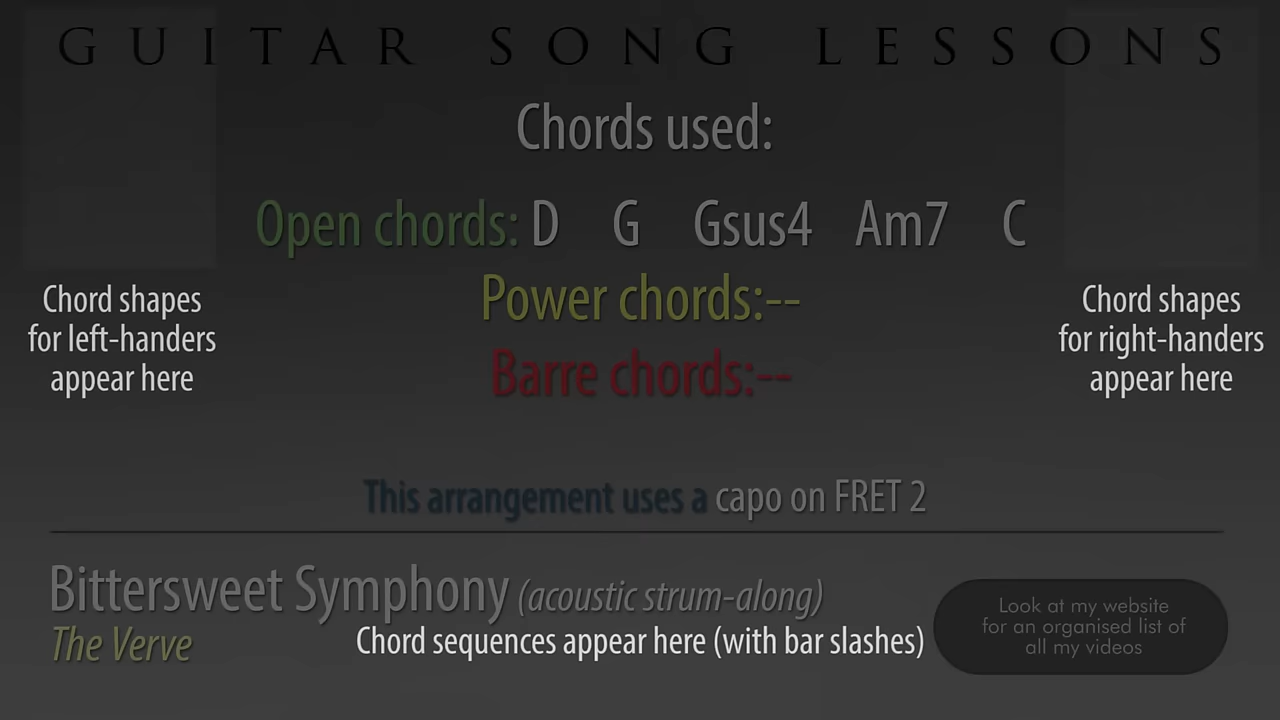 GUITAR SONG LESSONS
Chords used:
Open chords: D G Gsus4 Am7 C
Power chords:--
Barre chords:--
Chord shapes
for left-handers
appear here
Chord shapes
for right-handers
appear here
This arrangement uses a capo on FRET 2
Bittersweet Symphony (acoustic strum-along)
The Verve
Chord sequences appear here (with bar slashes)
Look at my website
for an organised list of
all my videos